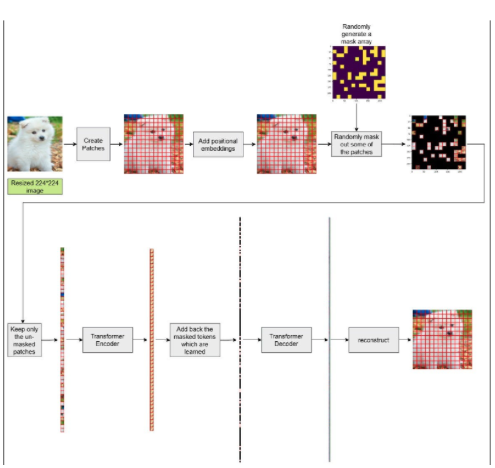 Randomly
generate a
mask array
Create
Patches
Add positional
embeddings
Randomly mask
out some of
the patches
Resized 224*224
image
Keep only
the un-
masked
patches
Transformer
Encoder
Add back the
masked tokens
which are
learned
Transformer
Decoder
reconstruct